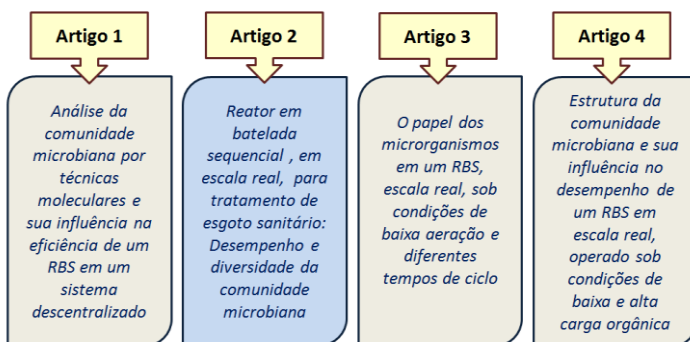 Artigo 1
Análise da
comunidade
microbiana por
técnicas
moleculares e
sua influência na
eficiência de um
RBS em um
sistema
descentralizado
Artigo 2
Reator em
batelada
sequencial , em
escala real, para
tratamento de
esgoto sanitário:
Desempenho e
diversidade da
comunidade
microbiana
Artigo 3
O papel dos
microrganismos
em um RBS,
escala real, sob
condições de
baixa aeração e
diferentes
tempos de ciclo
Artigo 4
Estrutura da
comunidade
microbiana e sua
influência no
desempenho de
um RBS em
escala real,
operado sob
condições de
baixa e alta
carga orgânica